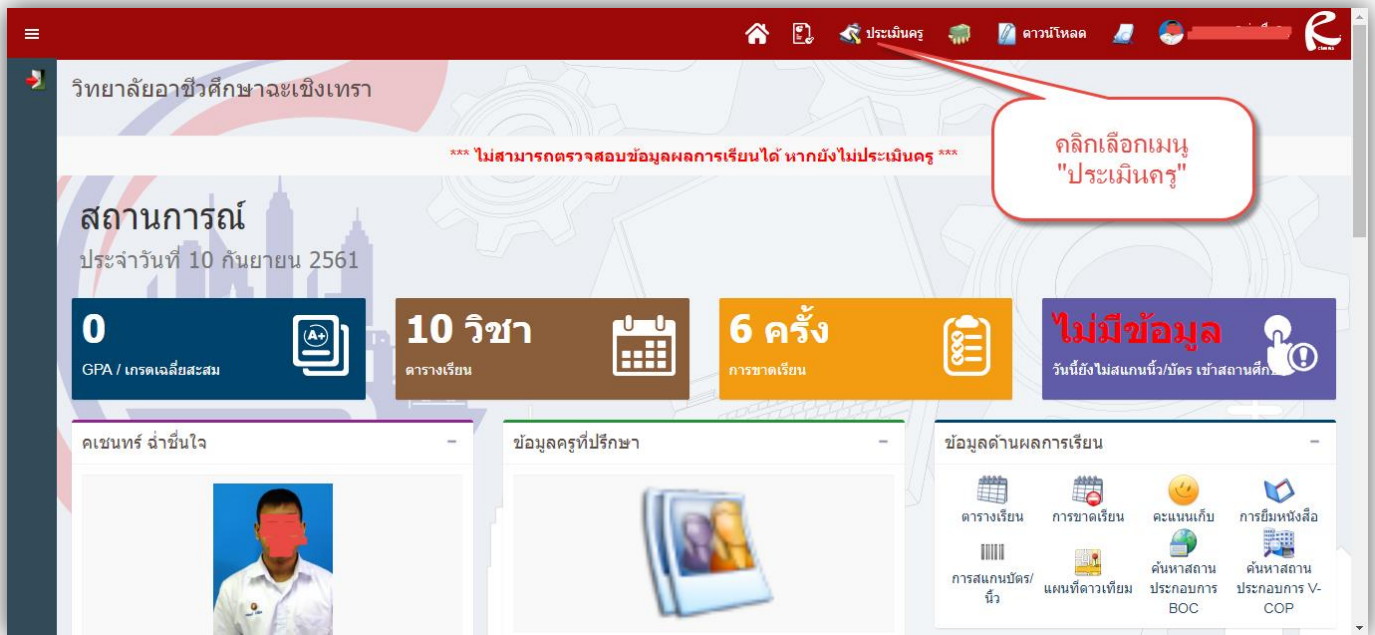 ประเมินครู
ดาวน์โหลด
วิทยาลัยอาชีวศึกษาฉะเชิงเทรา
คลิกเลือกเมนู
"ประเมินครู"
*** ไม่สามารถตรวจสอบข้อมูลผลการเรียนได้ หากยังไม่ประเมินครู ***
สถานการณ์
ประจำวันที่ 10 กันยายน 2561
0
GPA / เกรดเฉลี่ยสะสม
10 วิชา
ตารางเรียน
6 ครั้ง
การขาดเรียน
ไม่มีข้อมูล
วันนี้ยังไม่สแกนนิ้ว/บัตร เข้าสถานศึก
คเชนทร์ ฉ่ำชื่นใจ
ข้อมูลครูที่ปรึกษา
ข้อมูลด้านผลการเรียน
ตารางเรียน
การขาดเรียน
คะแนนเก็บ
การยืมหนังสือ
การสแกนบัตร/
นิ้ว
แผนที่ดาวเทียม
ค้นหาสถาน
ประกอบการ
BOC
ค้นหาสถาน
ประกอบการ V-
COP